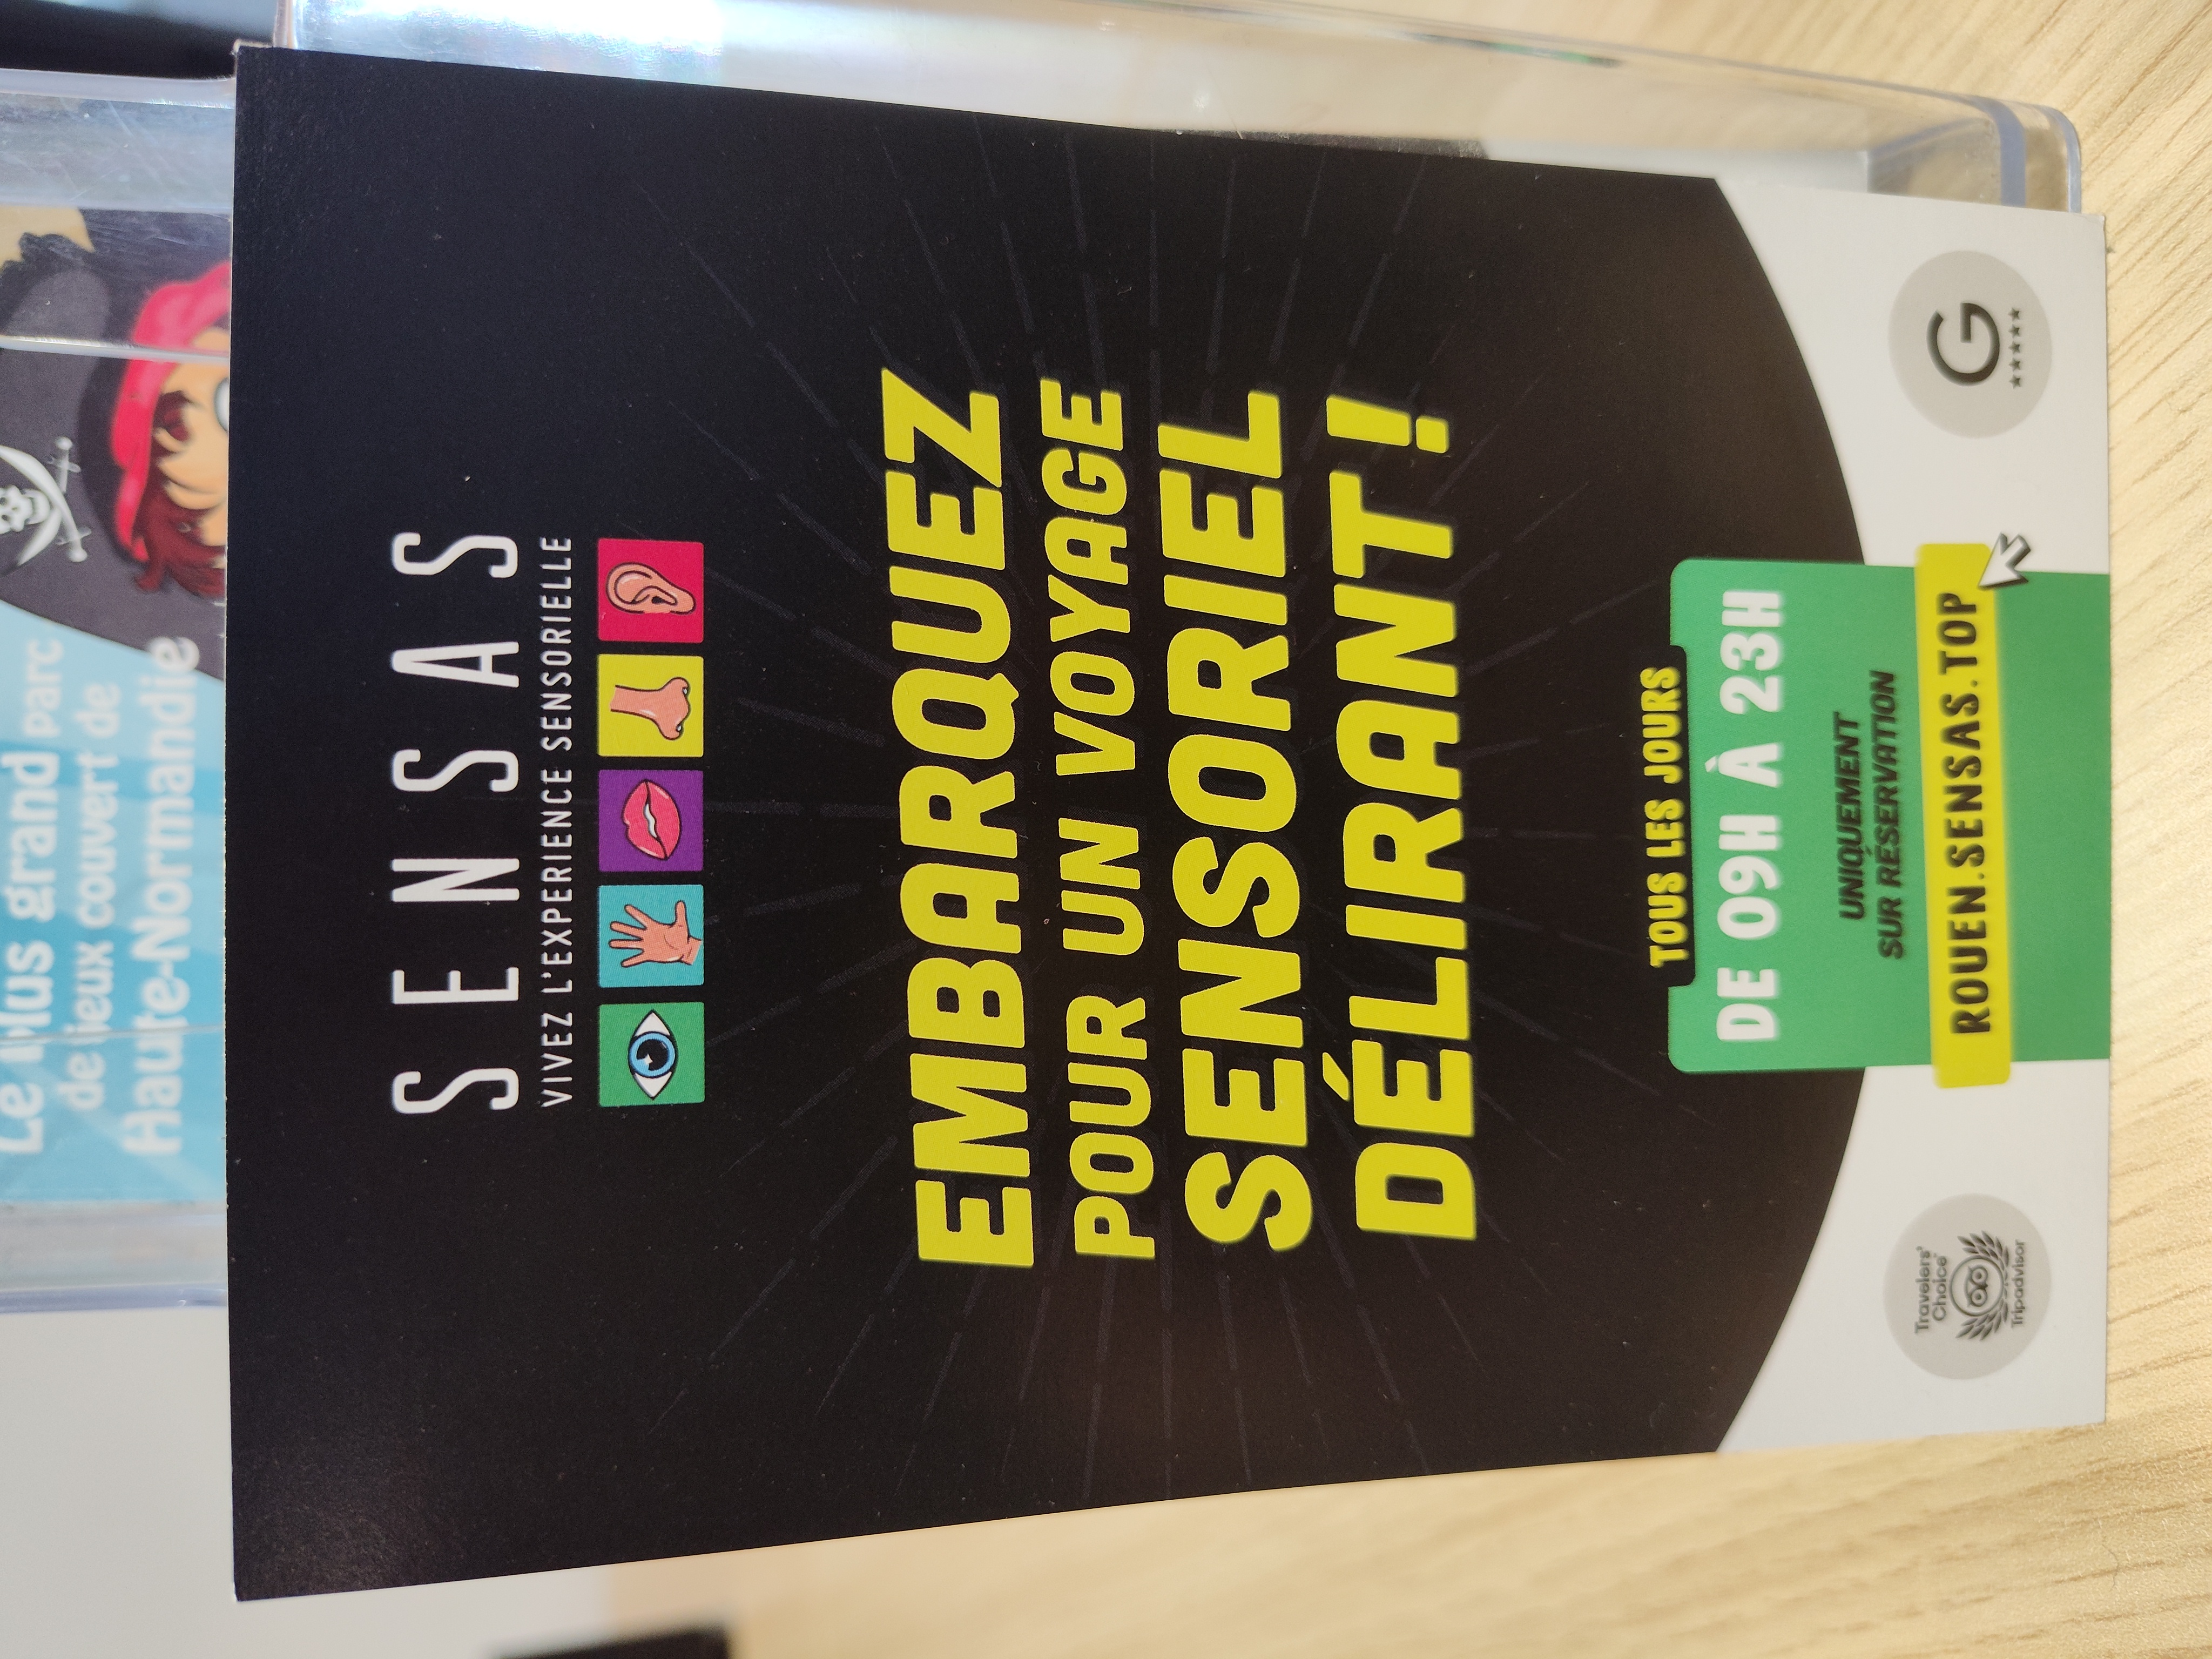 Le plus grand parc
de jeux couvert de
Haute-Normandie
SENSAS
VIVEZ L'EXPERIENCE SENSORIELLE
EMBARQUEZ
POUR UN VOYAGE
SENSORIEL
DÉLIRANT !
TOUS LES JOURS
DE 09H À 23H
UNIQUEMENT
SUR RÉSERVATION
ROUEN.SENSAS.TOP
Travelers'
Choice
Tripadvisor
G